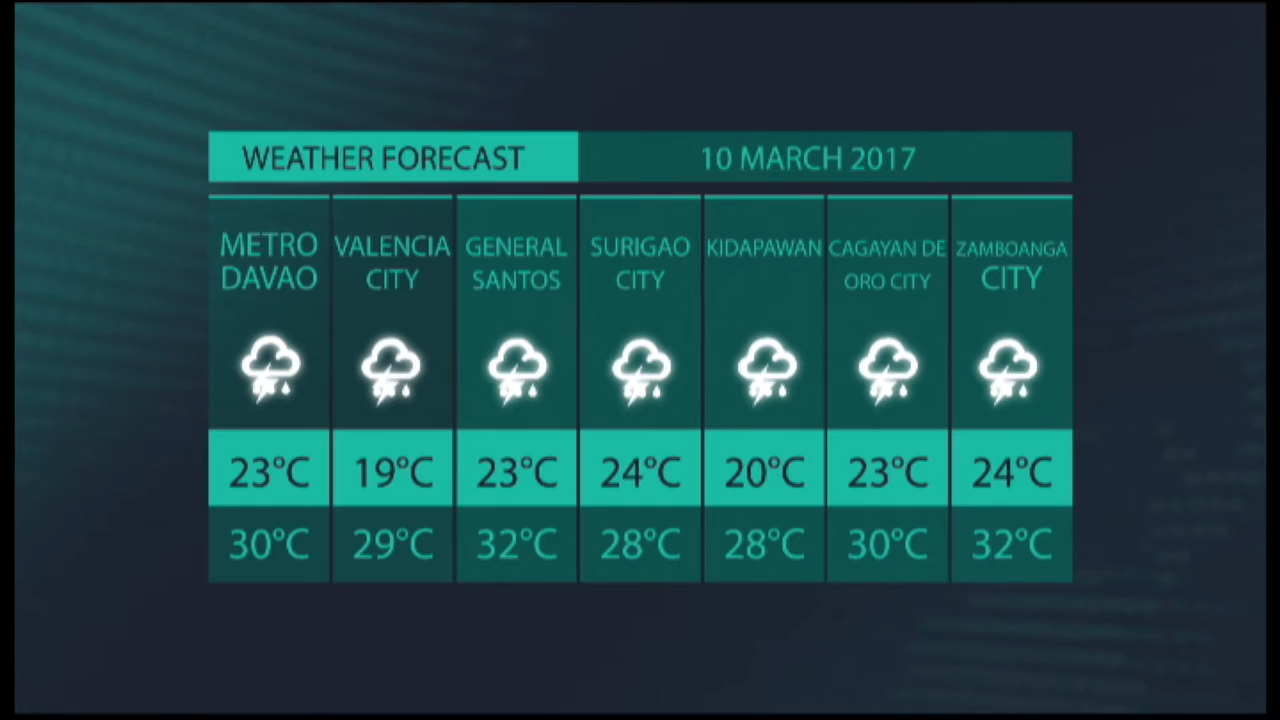 WEATHER FORECAST
10 MARCH 2017
METRO
DAVAO
VALENCIA
CITY
GENERAL
SANTOS
SURIGAO
CITY
KIDAPAWAN
CAGAYAN DE
ORO CITY
ZAMBOANGA
CITY
23°C
19°C
23°C
24°C
20°C
23°C
24°C
30°C
29°C
32°C
28°C
28°C
30°C
32°C